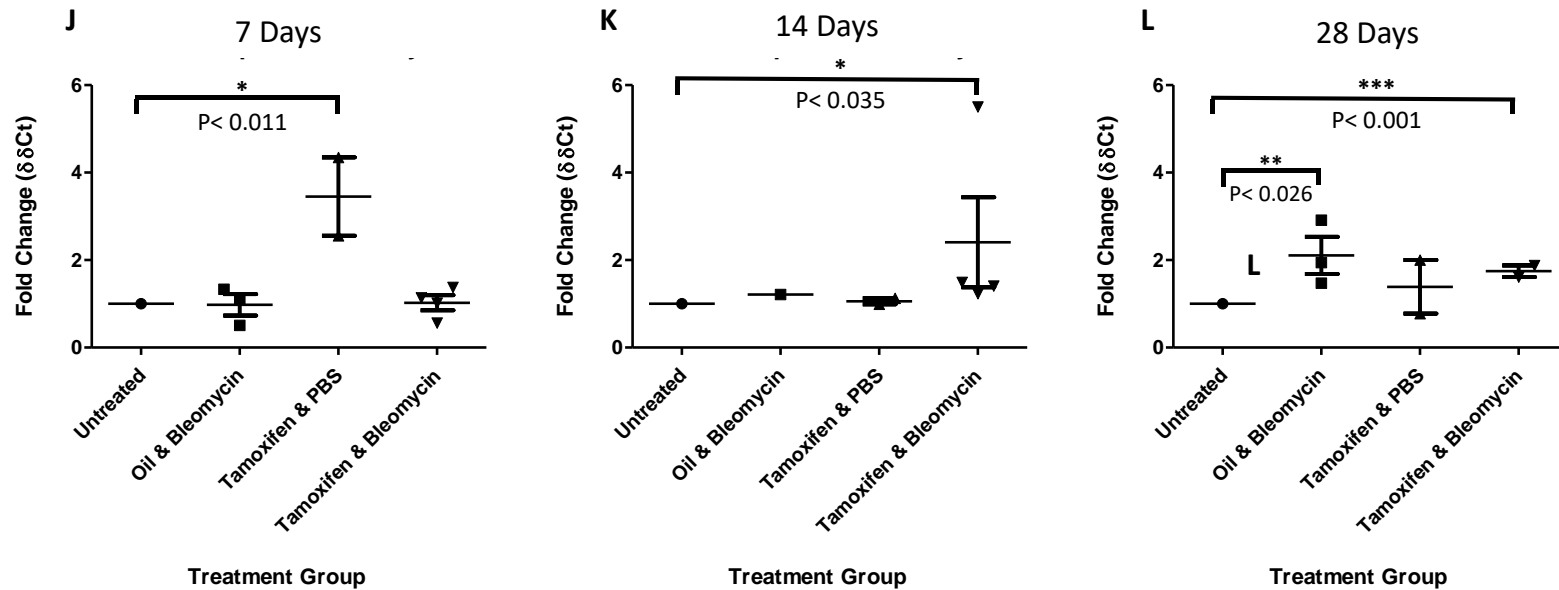 J
7 Days
*
P< 0.011
Fold Change (δδCt)
6
4
2
0
Untreated
Oil & Bleomycin
Tamoxifen & PBS
Tamoxifen & Bleomycin
Treatment Group
K
14 Days
*
P< 0.035
Fold Change (δδCt)
6
4
2
0
Untreated
Oil & Bleomycin
Tamoxifen & PBS
Tamoxifen & Bleomycin
Treatment Group
L
28 Days
***
P< 0.001
**
P< 0.026
L
Fold Change (δδCt)
6
4
2
0
Untreated
Oil & Bleomycin
Tamoxifen & PBS
Tamoxifen & Bleomycin
Treatment Group